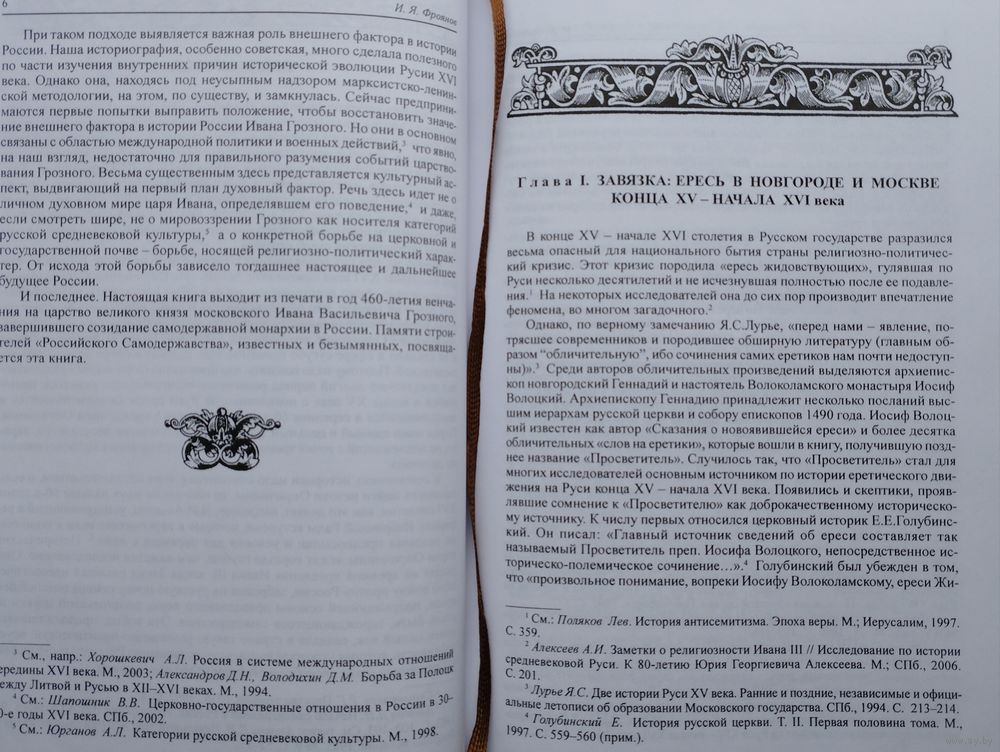 6
И. Я. Фроянов
При таком подходе выявляется важная роль внешнего фактора в истории
России. Наша историография, особенно советская, много сделала полезного
по части изучения внутренних причин исторической эволюции Русии XVI
века. Однако она, находясь под неусыпным надзором марксистско-ленин-
ской методологии, на этом, по существу, и замкнулась. Сейчас предприни-
маются первые попытки выправить положение, чтобы восстановить значе-
ние внешнего фактора в истории России Ивана Грозного. Но они в основном
связаны с областью международной политики и военных действий,³ что явно,
на наш взгляд, недостаточно для правильного разумения событий царство-
вания Грозного. Весьма существенным здесь представляется культурный ас-
пект, выдвигающий на первый план духовный фактор. Речь здесь идет не о
личном духовном мире царя Ивана, определявшем его поведение,⁴ и даже,
если смотреть шире, не о мировоззрении Грозного как носителя категорий
русской средневековой культуры,⁵ а о конкретной борьбе на церковной и
государственной почве – борьбе, носящей религиозно-политический харак-
тер. От исхода этой борьбы зависело тогдашнее настоящее и дальнейшее
будущее России.
И последнее. Настоящая книга выходит из печати в год 460-летия венча-
ния на царство великого князя московского Ивана Васильевича Грозного,
завершившего созидание самодержавной монархии в России. Памяти строи-
телей «Российского Самодержавства», известных и безымянных, посвяща-
ется эта книга.
³ См., напр.: Хорошкевич А.Л. Россия в системе международных отношений
середины XVI века. М., 2003; Александров Д.Н., Володихин Д.М. Борьба за Полоцк
между Литвой и Русью в XII–XVI веках. М., 1994.
⁴ См.: Шапошник В.В. Церковно-государственные отношения в России в 30–
0-е годы XVI века. СПб., 2002.
⁵ См.: Юрганов А.Л. Категории русской средневековой культуры. М., 1998.
Глава I. ЗАВЯЗКА: ЕРЕСЬ В НОВГОРОДЕ И МОСКВЕ
КОНЦА XV – НАЧАЛА XVI века
В конце XV – начале XVI столетия в Русском государстве разразился
весьма опасный для национального бытия страны религиозно-политичес-
кий кризис. Этот кризис породила «ересь жидовствующих», гулявшая по
Руси несколько десятилетий и не исчезнувшая полностью после ее подавле-
ния.¹ На некоторых исследователей она до сих пор производит впечатление
феномена, во многом загадочного.²
Однако, по верному замечанию Я.С.Лурье, «перед нами – явление, по-
трясшее современников и породившее обширную литературу (главным об-
разом “обличительную”, ибо сочинения самих еретиков нам почти недоступ-
ны)».³ Среди авторов обличительных произведений выделяются архиепис-
коп новгородский Геннадий и настоятель Волоколамского монастыря Иосиф
Волоцкий. Архиепископу Геннадию принадлежит несколько посланий выс-
шим иерархам русской церкви и собору епископов 1490 года. Иосиф Волоц-
кий известен как автор «Сказания о новоявившейся ереси» и более десятка
обличительных «слов на еретики», которые вошли в книгу, получившую позд-
нее название «Просветитель». Случилось так, что «Просветитель» стал для
многих исследователей основным источником по истории еретического дви-
жения на Руси конца XV – начала XVI века. Появились и скептики, прояв-
лявшие сомнение к «Просветителю» как доброкачественному историческо-
му источнику. К числу первых относился церковный историк Е.Е.Голубинс-
кий. Он писал: «Главный источник сведений об ереси составляет так
называемый Просветитель преп. Иосифа Волоцкого, непосредственное ис-
торическо-полемическое сочинение…».⁴ Голубинский был убежден в том,
что «произвольное понимание, вопреки Иосифу Волоколамскому, ереси Жи-
¹ См.: Поляков Лев. История антисемитизма. Эпоха веры. М.; Иерусалим, 1997.
С. 359.
² Алексеев А.И. Заметки о религиозности Ивана III // Исследование по истории
средневековой Руси. К 80-летию Юрия Георгиевича Алексеева. М.; СПб., 2006.
С. 201.
³ Лурье Я.С. Две истории Руси XV века. Ранние и поздние, независимые и офици-
альные летописи об образовании Московского государства. СПб., 1994. С. 213–214.
⁴ Голубинский Е. История русской церкви. Т. II. Первая половина тома. М.,
1997. С. 559–560 (прим.).
www.ay.by